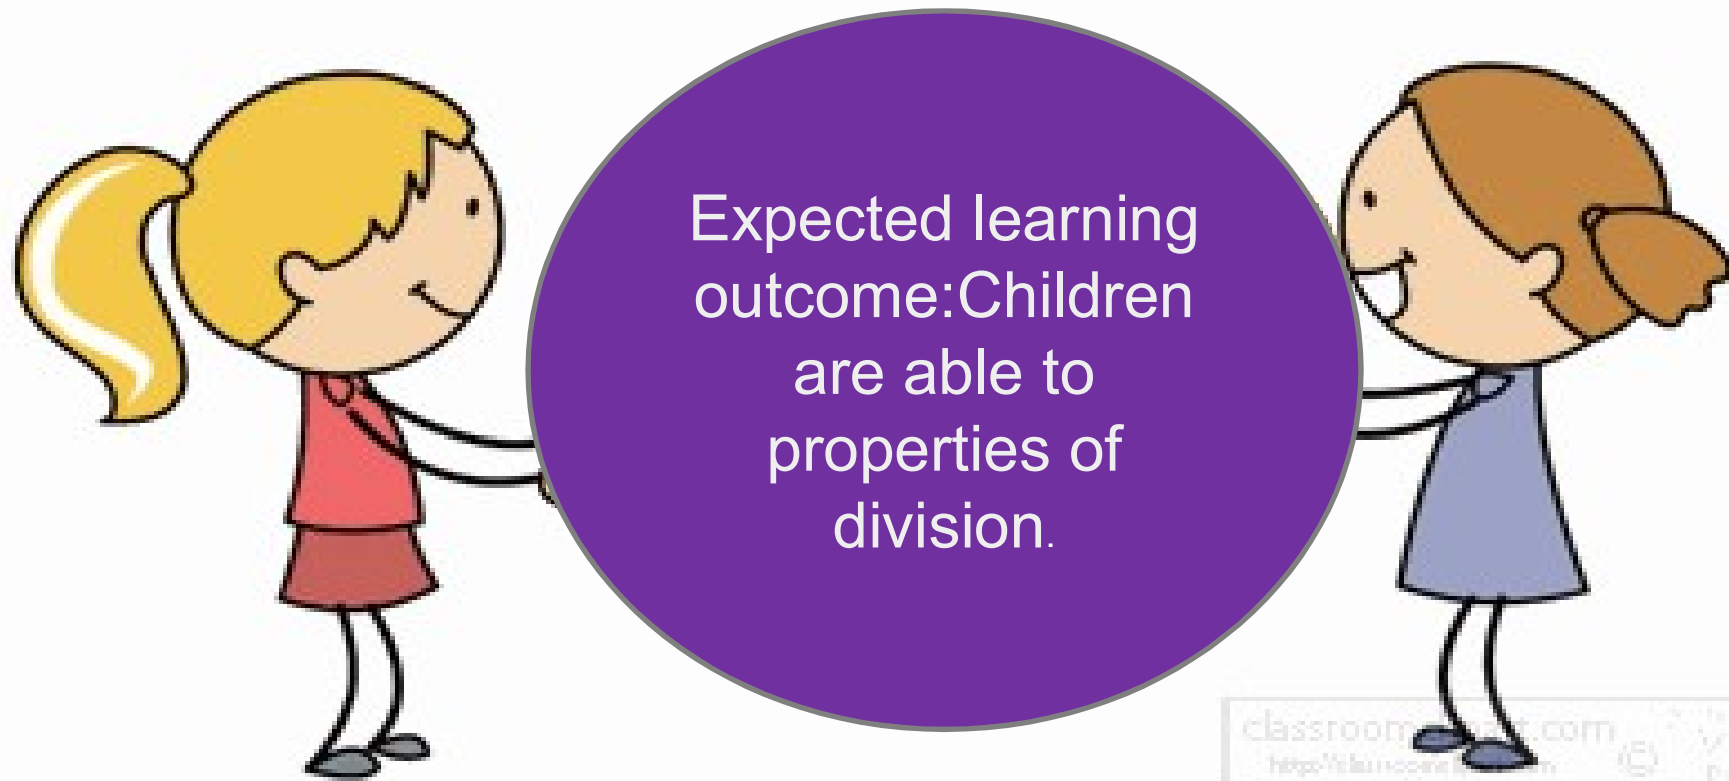 Expected learning
outcome:Children
are able to
properties of
division.